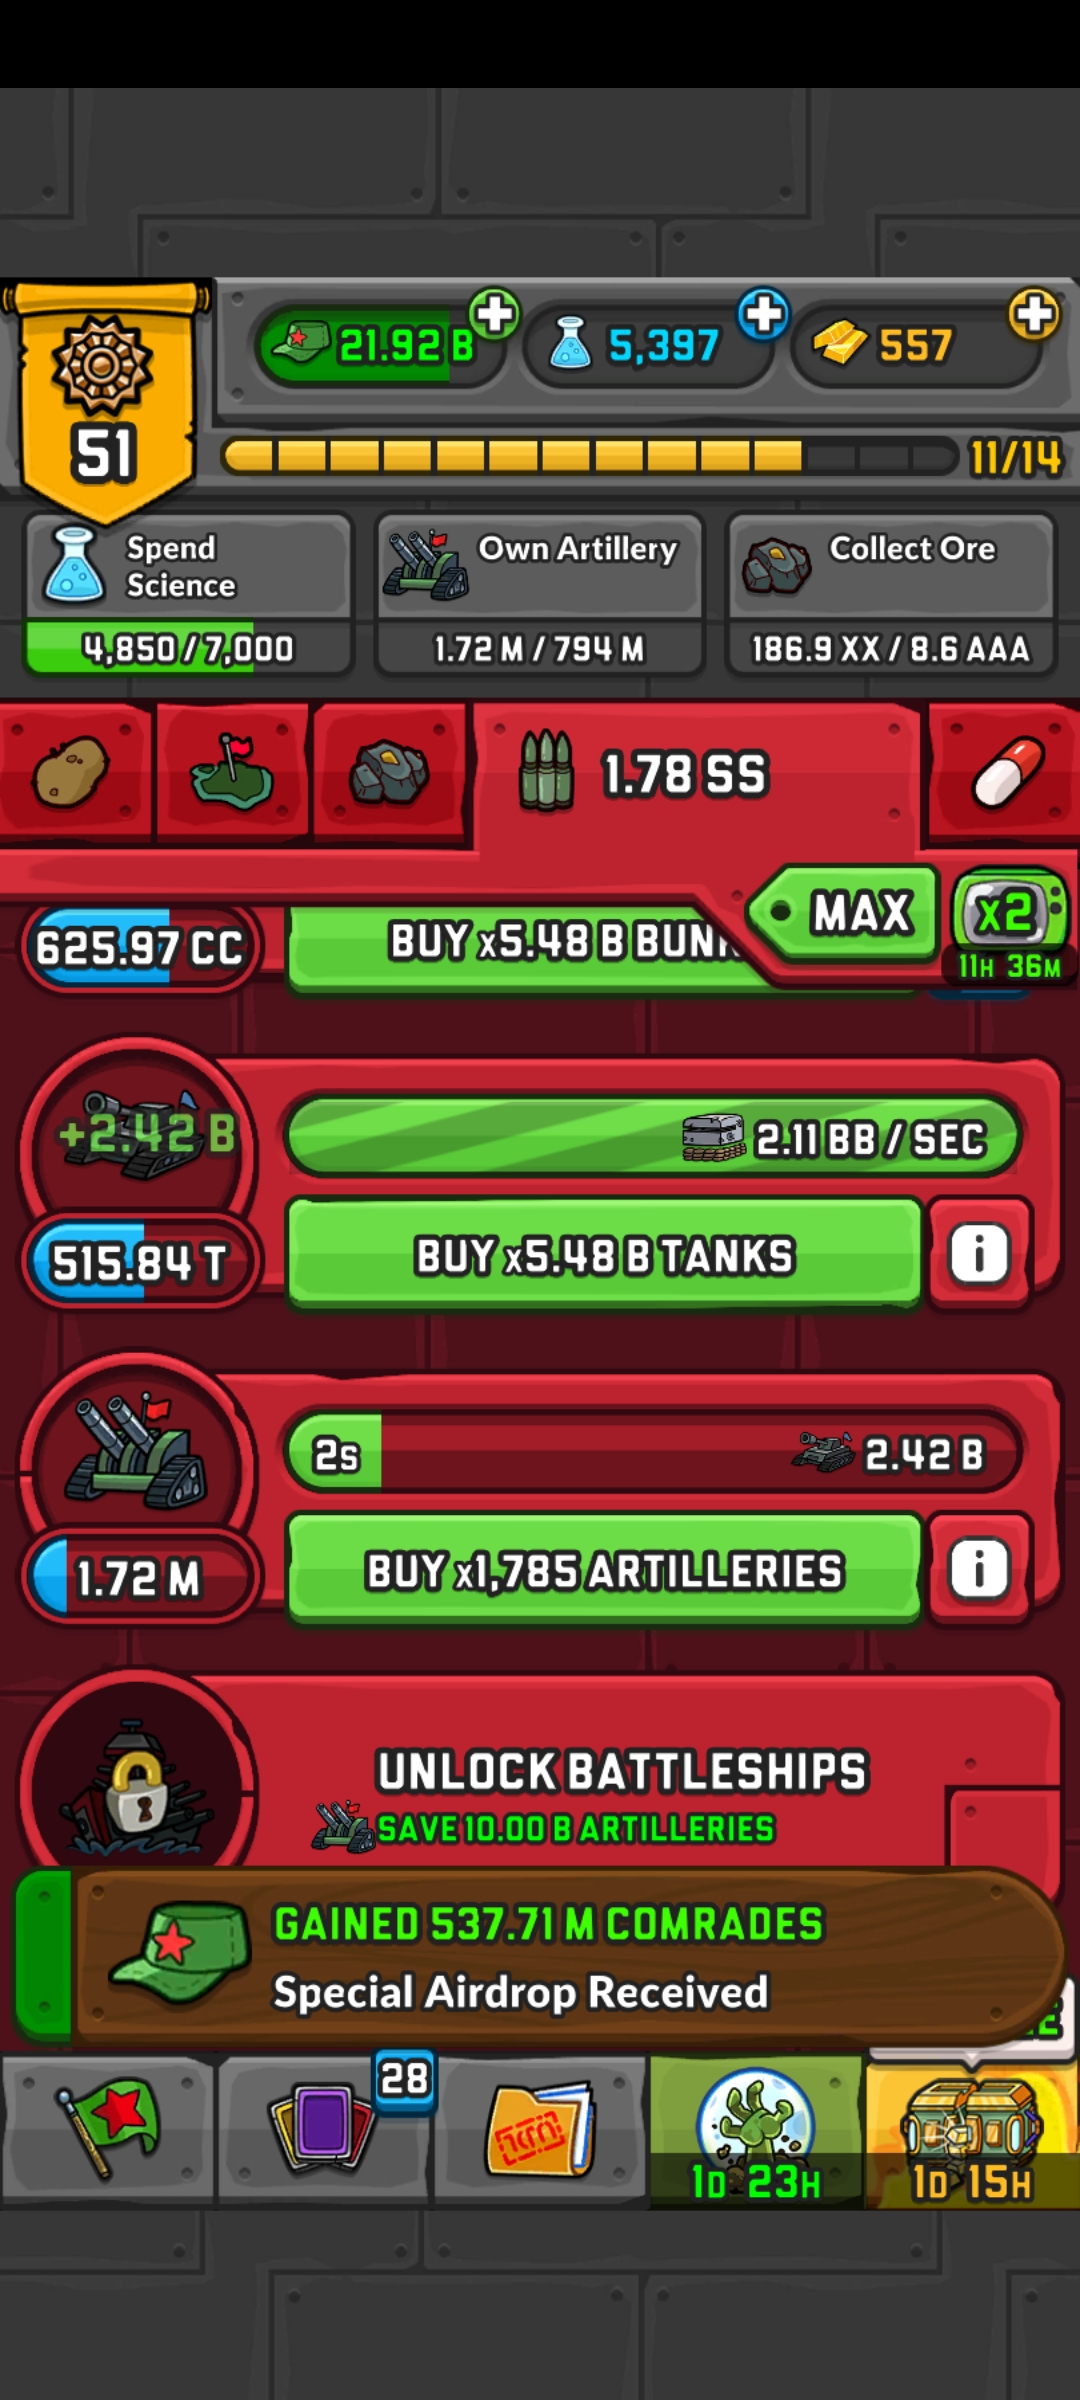 21.92 B
5,397
557
51
11/14
Spend Science
4,850/7,000
Own Artillery
1.72 M/794 M
Collect Ore
186.9 XX/8.6 AAA
1.78 SS
MAX
x2
11H 36M
625.97 CC
BUY x5.48 B
+2.42 B
2.11 BB / SEC
515.84 T
BUY x5.48 B TANKS
i
2s
2.42 B
1.72 M
BUY x1,785 ARTILLERIES
i
UNLOCK BATTLESHIPS
SAVE 10.00 B ARTILLERIES
GAINED 537.71 M COMRADES
Special Airdrop Received
28
1D 23H
1D 15H